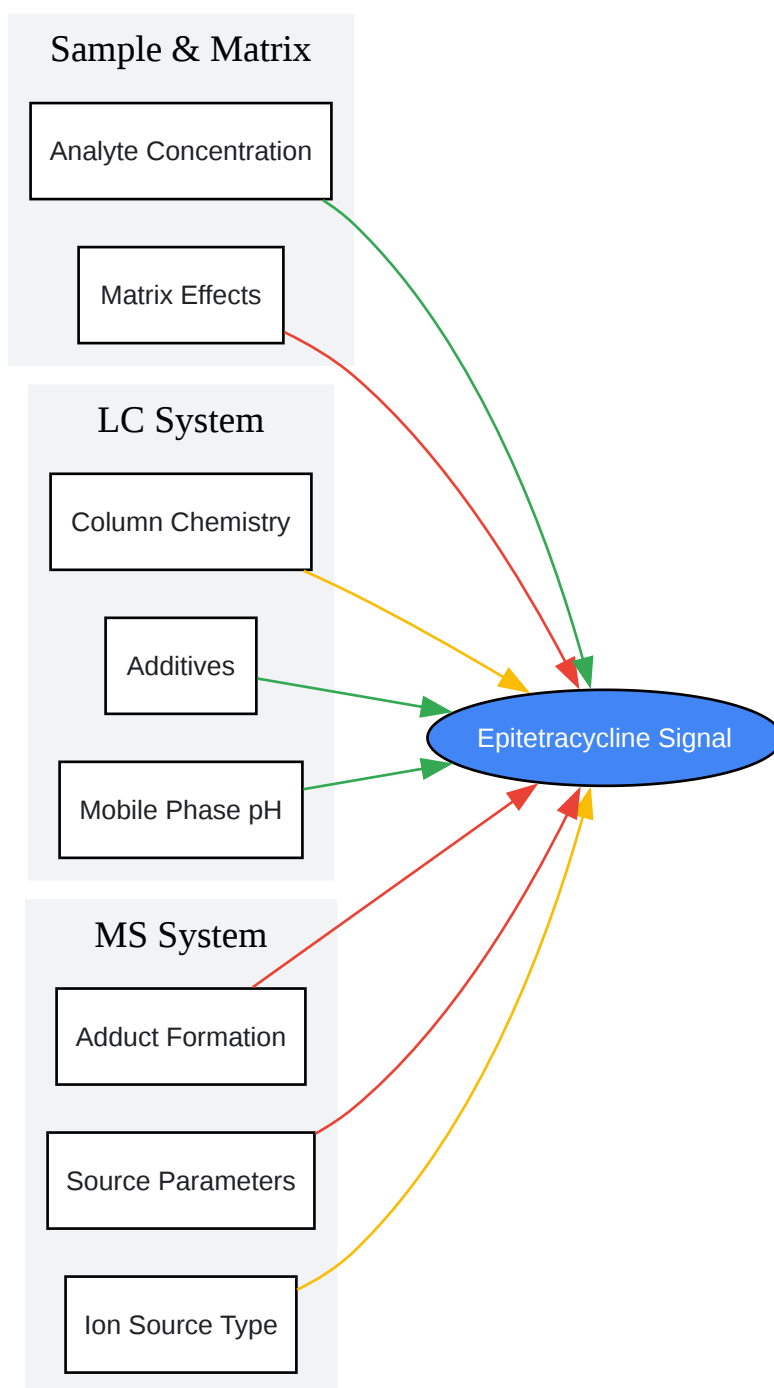 Sample & Matrix
Analyte Concentration
Matrix Effects
LC System
Column Chemistry
Additives
Mobile Phase pH
Epitetracycline Signal
MS System
Adduct Formation
Source Parameters
Ion Source Type